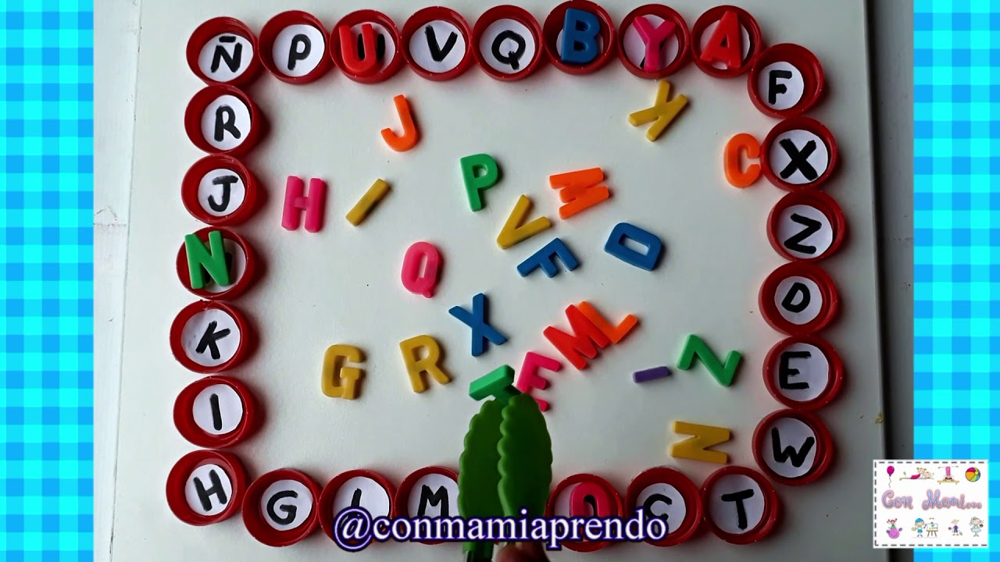 Ñ P U V Q B Y A
F
X
Z
D
E
W
R
J
N
K
I
H
G
M
C
T
J
K
C
H
I
P
M
V
F
D
Q
X
M
L
G
R
E
N
Z
@conmamiaprendo
Con Mami...